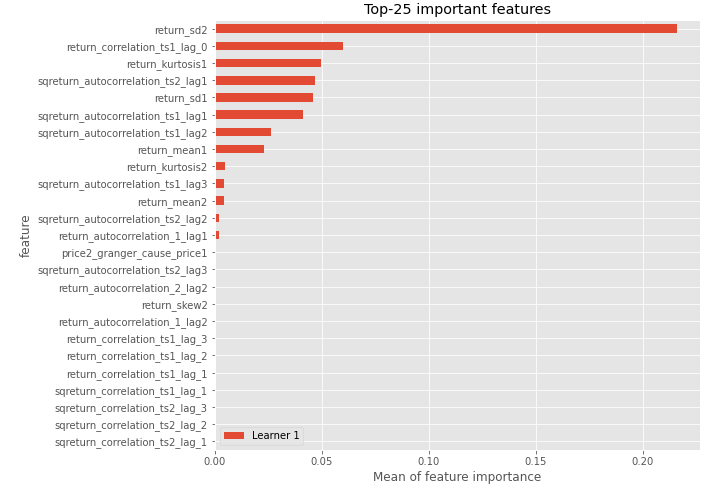 Top-25 important features
return_sd2
return_correlation_ts1_lag_0
return_kurtosis1
sqreturn_autocorrelation_ts2_lag1
return_sd1
sqreturn_autocorrelation_ts1_lag1
sqreturn_autocorrelation_ts1_lag2
return_mean1
return_kurtosis2
sqreturn_autocorrelation_ts1_lag3
return_mean2
sqreturn_autocorrelation_ts2_lag2
return_autocorrelation_1_lag1
price2_granger_cause_price1
sqreturn_autocorrelation_ts2_lag3
return_autocorrelation_2_lag2
return_skew2
return_autocorrelation_1_lag2
return_correlation_ts1_lag_3
return_correlation_ts1_lag_2
return_correlation_ts1_lag_1
sqreturn_correlation_ts1_lag_1
sqreturn_correlation_ts2_lag_3
sqreturn_correlation_ts2_lag_2
sqreturn_correlation_ts2_lag_1
feature
Learner 1
0.00 0.05 0.10 0.15 0.20
Mean of feature importance